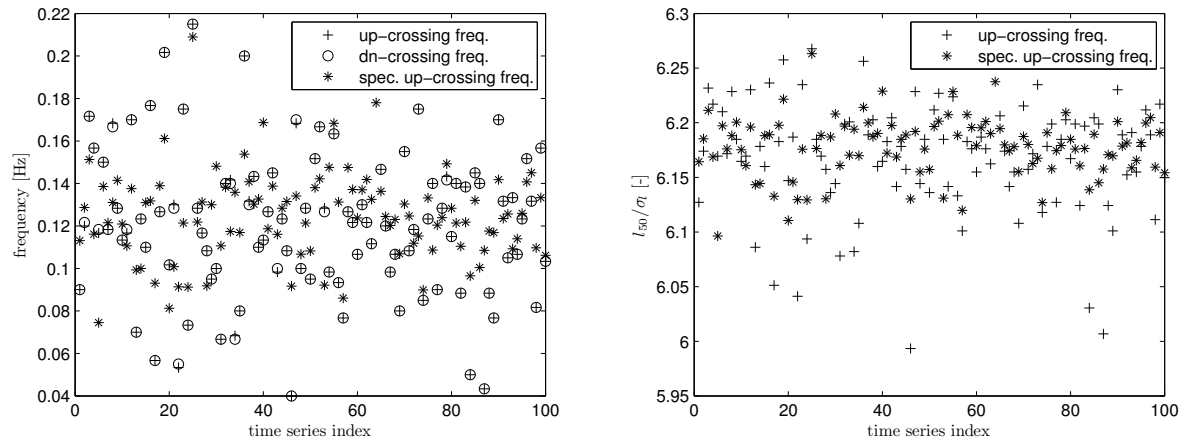 0.22
0.2
0.18
0.16
0.14
0.12
0.1
0.08
0.06
0.04
frequency [Hz]
+ up−crossing freq.
○ dn−crossing freq.
* spec. up−crossing freq.
0 20 40 60 80 100
time series index
6.3
6.25
6.2
6.15
6.1
6.05
6
5.95
l50/σl [-]
+ up−crossing freq.
* spec. up−crossing freq.
0 20 40 60 80 100
time series index